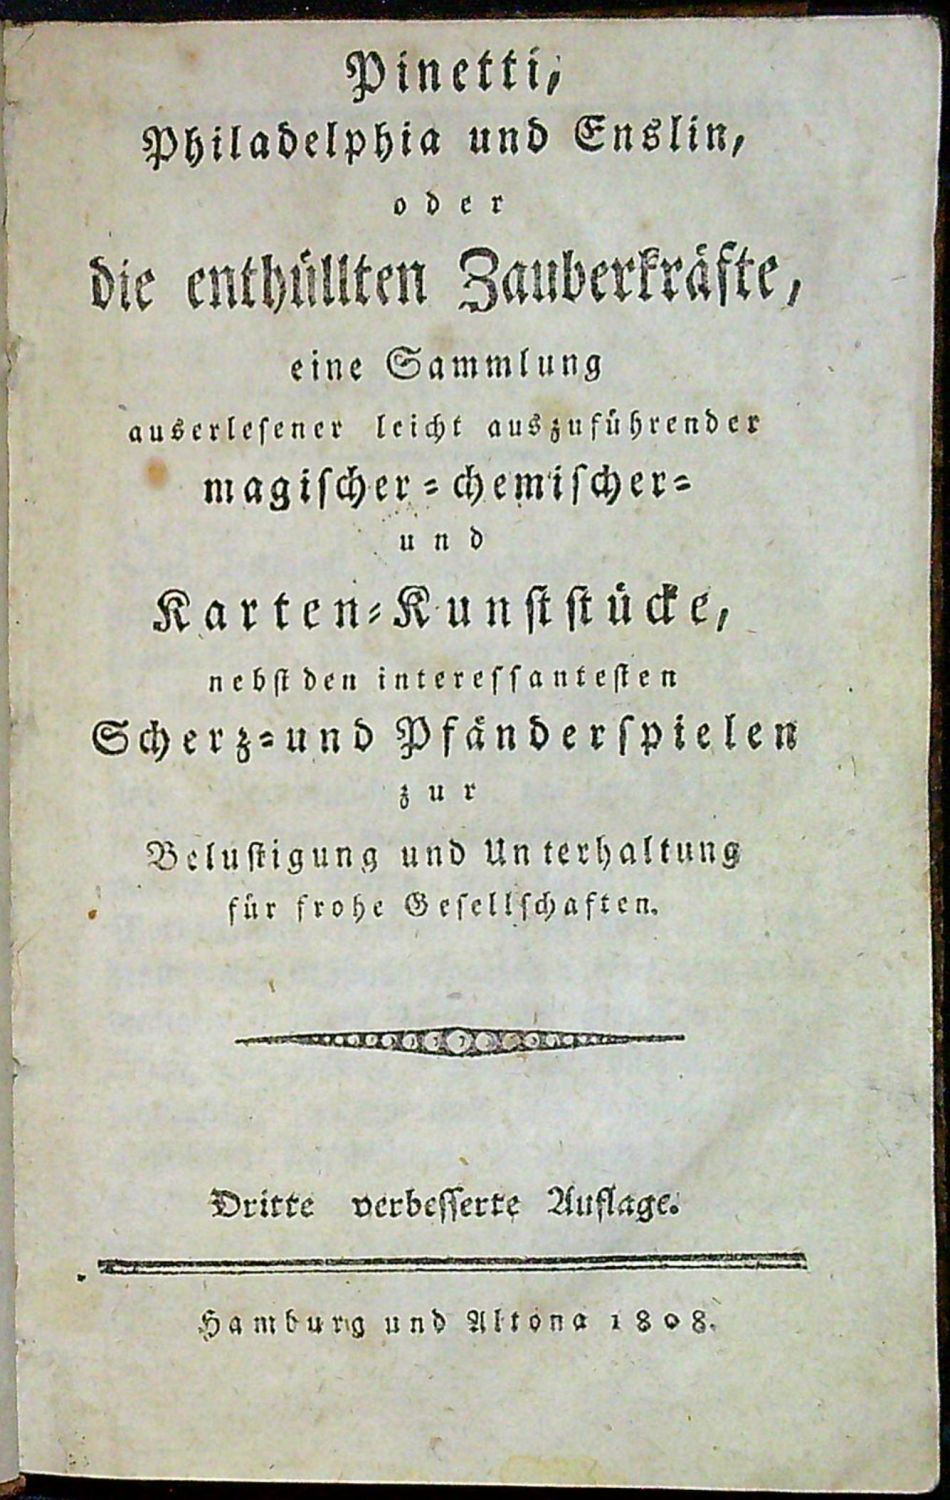 Pinetti,
Philadelphia und Enslin,
oder
die enthüllten Zauberkräfte,
eine Sammlung
auserlesener leicht auszuführender
magischer-chemischer-
und
Karten-Kunststücke,
nebst den interessantesten
Scherz- und Pfänderspielen
zur
Belustigung und Unterhaltung
für frohe Gesellschaften.
Dritte verbesserte Auflage.
Hamburg und Altona 1808.